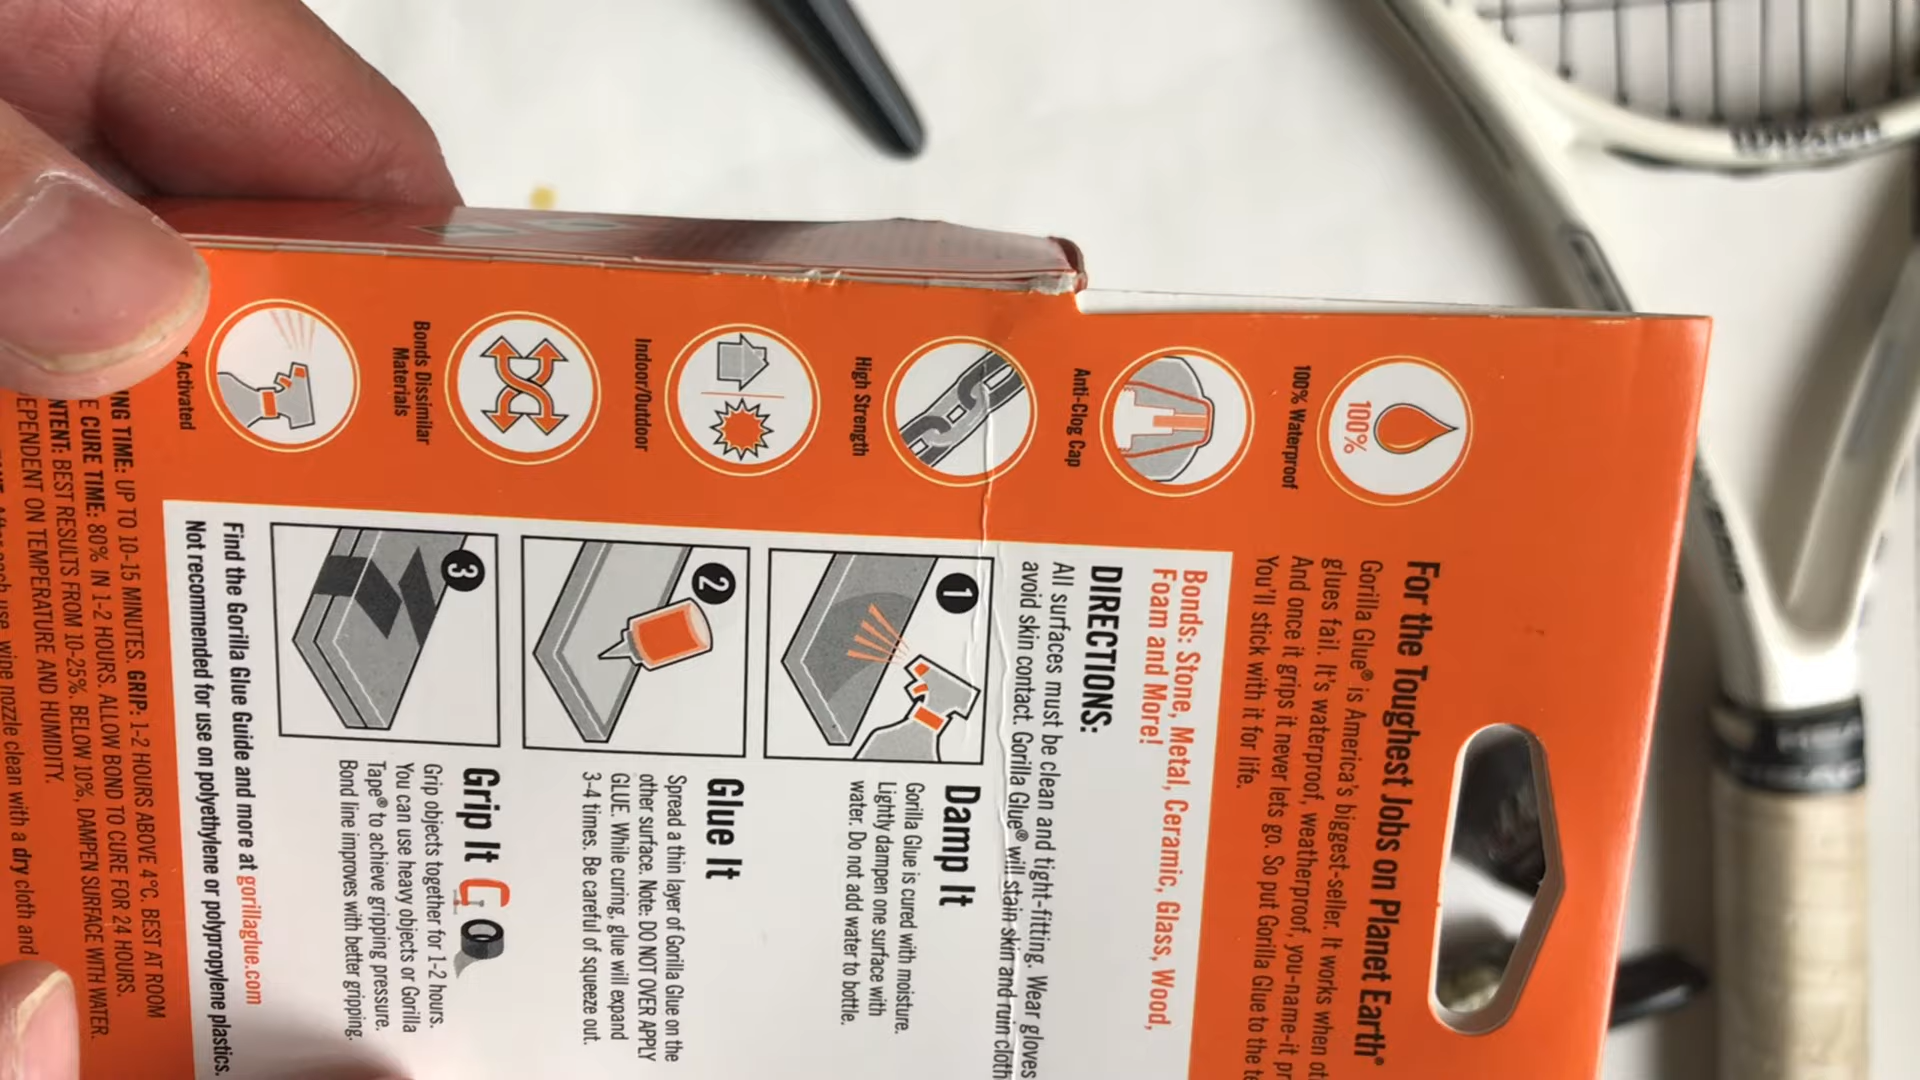 For the Toughest Jobs on Planet Earth®
Gorilla Glue® is America's biggest-seller. It works when
glues fail. It's waterproof, weatherproof, you-name-it
And once it grips it never lets go. So put Gorilla Glue to the
You'll stick with it for life.
100%
100% Waterproof
Anti-Clog Cap
High Strength
Indoor/Outdoor
Bonds Dissimilar
Materials
Activated
Bonds: Stone, Metal, Ceramic, Glass, Wood,
Foam and More!
DIRECTIONS:
All surfaces must be clean and tight-fitting. Wear gloves
avoid skin contact. Gorilla Glue® will stain skin and ruin cloth
1
Damp It
Gorilla Glue is cured with moisture.
Lightly dampen one surface with
water. Do not add water to bottle.
2
Glue It
Spread a thin layer of Gorilla Glue on the
other surface. Note: DO NOT OVER APPLY
GLUE. While curing, glue will expand
3-4 times. Be careful of squeeze out.
3
Grip It
Grip objects together for 1-2 hours.
You can use heavy objects or Gorilla
Tape® to achieve gripping pressure.
Bond line improves with better gripping.
Find the Gorilla Glue Guide and more at gorillaglue.com
Not recommended for use on polyethylene or polypropylene plastics.
TIME: UP TO 10-15 MINUTES. GRIP: 1-2 HOURS ABOVE 4°C. BEST AT ROOM
CURE TIME: 80% IN 1-2 HOURS. ALLOW BOND TO CURE FOR 24 HOURS.
BEST RESULTS FROM 10-25%. BELOW 10%, DAMPEN SURFACE WITH WATER.
ON TEMPERATURE AND HUMIDITY.
use, wipe nozzle clean with a dry cloth and